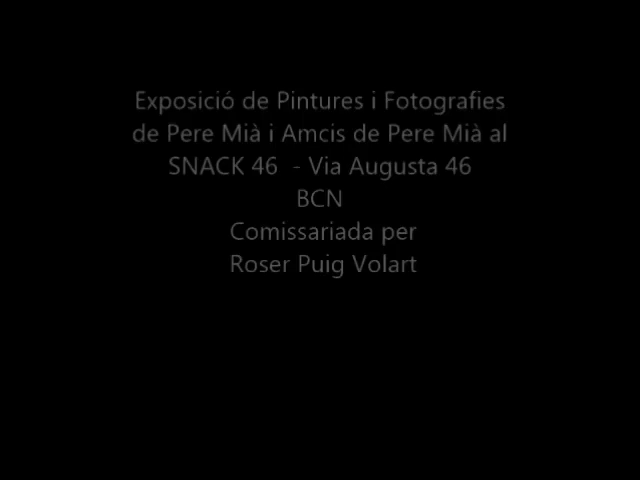 Exposició de Pintures i Fotografies
de Pere Mià i Amcis de Pere Mià al
SNACK 46 - Via Augusta 46
BCN
Comissariada per
Roser Puig Volart